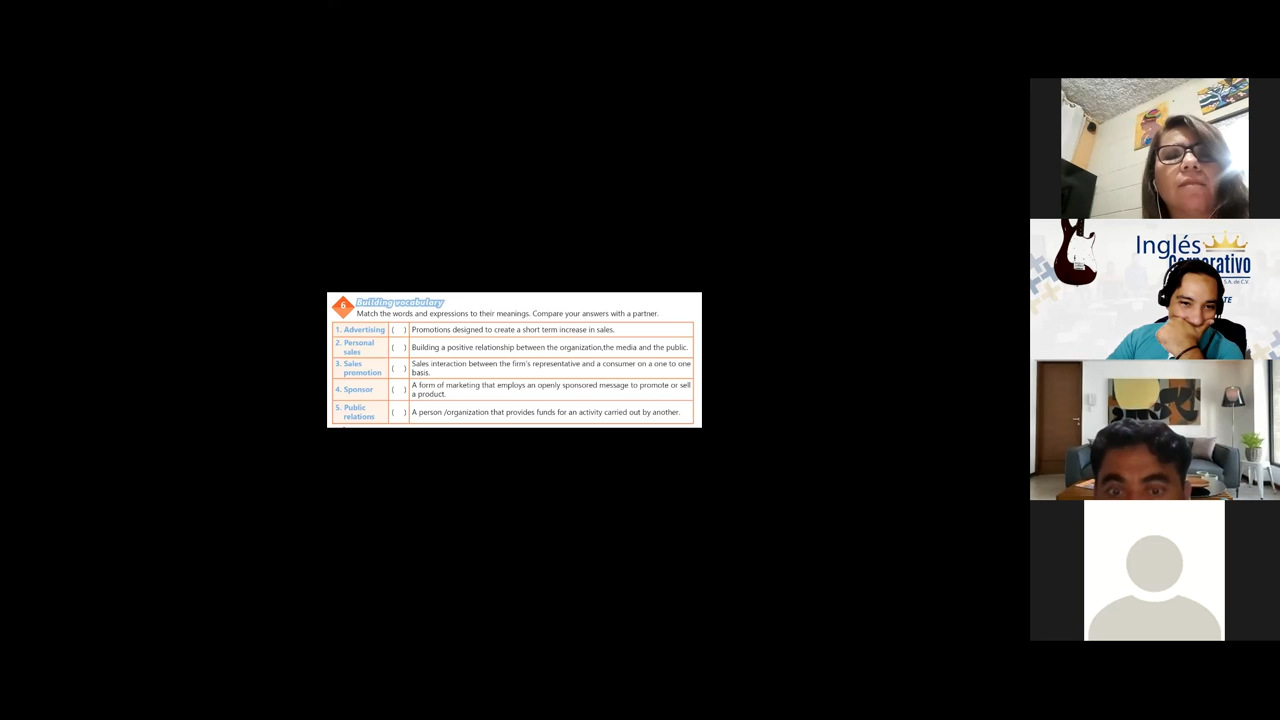 6.
Building vocabulary
Match the words and expressions to their meanings. Compare your answers with a partner.
1. Advertising ( ) Promotions designed to create a short term increase in sales.
2. Personal sales ( ) Building a positive relationship between the organization,the media and the public.
3. Sales promotion ( ) Sales interaction between the firm's representative and a consumer on a one to one basis.
4. Sponsor ( ) A form of marketing that employs an openly sponsored message to promote or sell a product.
5. Public relations ( ) A person /organization that provides funds for an activity carried out by another.
Inglés
S.A. de C.V.